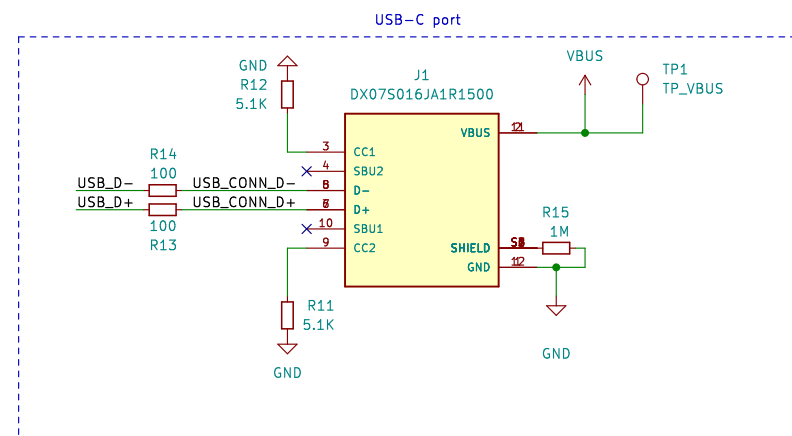 USB-C port
GND
R12
5.1K
J1
DX07S016JA1R1500
VBUS
TP1
TP_VBUS
VBUS
3
CC1
4
SBU2
D-
D+
10
SBU1
9
CC2
SHIELD
GND
R14
100
USB_D-
USB_CONN_D-
USB_D+
USB_CONN_D+
100
R13
R15
1M
R11
5.1K
GND
GND